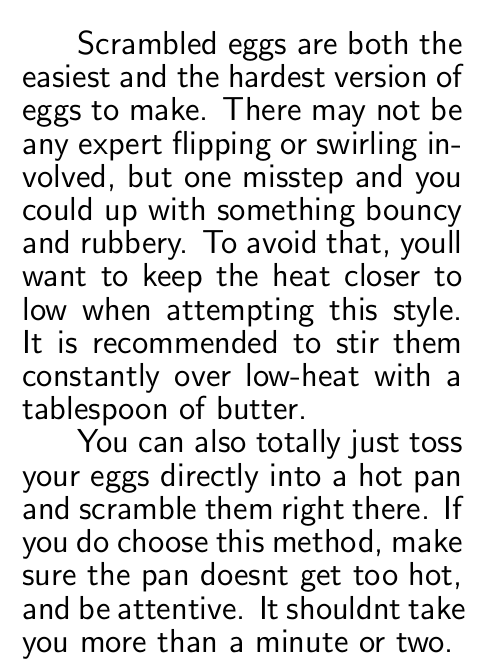 Scrambled eggs are both the
easiest and the hardest version of
eggs to make. There may not be
any expert flipping or swirling in-
volved, but one misstep and you
could up with something bouncy
and rubbery. To avoid that, youll
want to keep the heat closer to
low when attempting this style.
It is recommended to stir them
constantly over low-heat with a
tablespoon of butter.
You can also totally just toss
your eggs directly into a hot pan
and scramble them right there. If
you do choose this method, make
sure the pan doesnt get too hot,
and be attentive. It shouldnt take
you more than a minute or two.